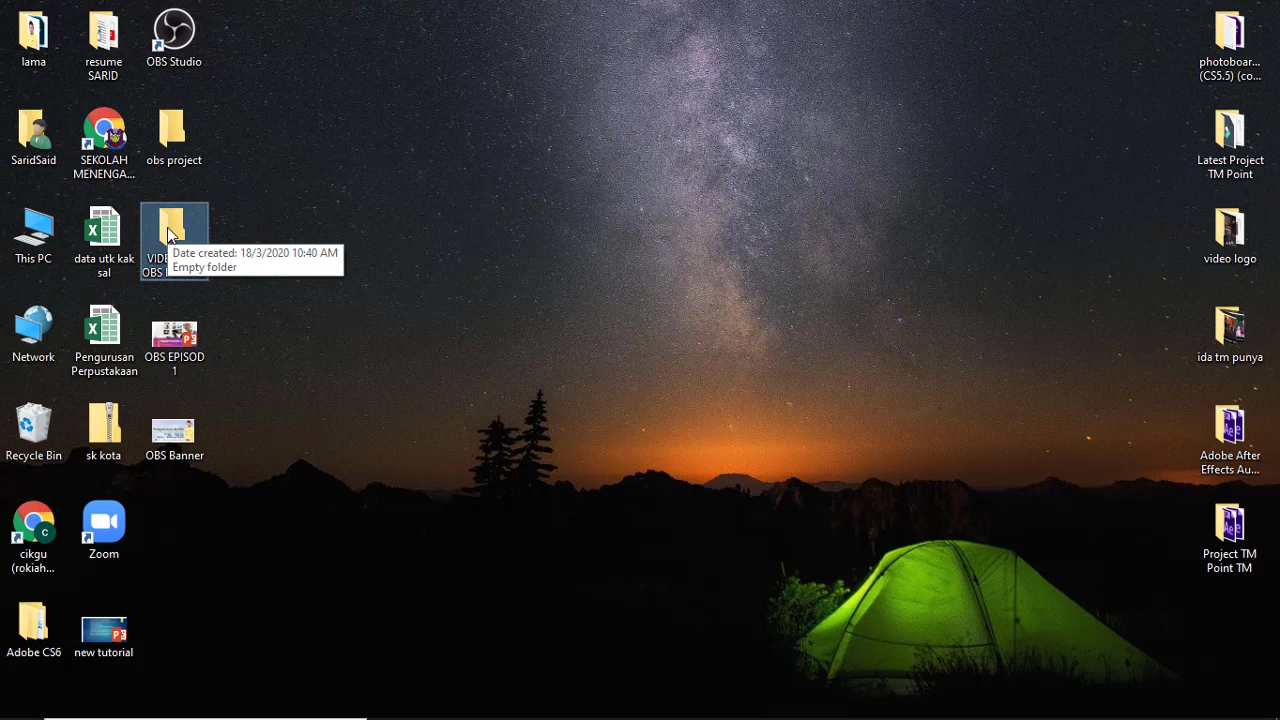 lama
resume
SARID
OBS Studio
SaridSaid
SEKOLAH
MENENGA...
obs project
This PC
data utk kak
sal
Date created: 18/3/2020 10:40 AM
Empty folder
Network
Pengurusan
Perpustakaan
OBS EPISOD
1
Recycle Bin
sk kota
OBS Banner
cikgu
(rokiah...
Zoom
Adobe CS6
new tutorial
photoboar...
(CS5.5) (co...
Latest Project
TM Point
video logo
ida tm punya
Adobe After
Effects Au...
Project TM
Point TM